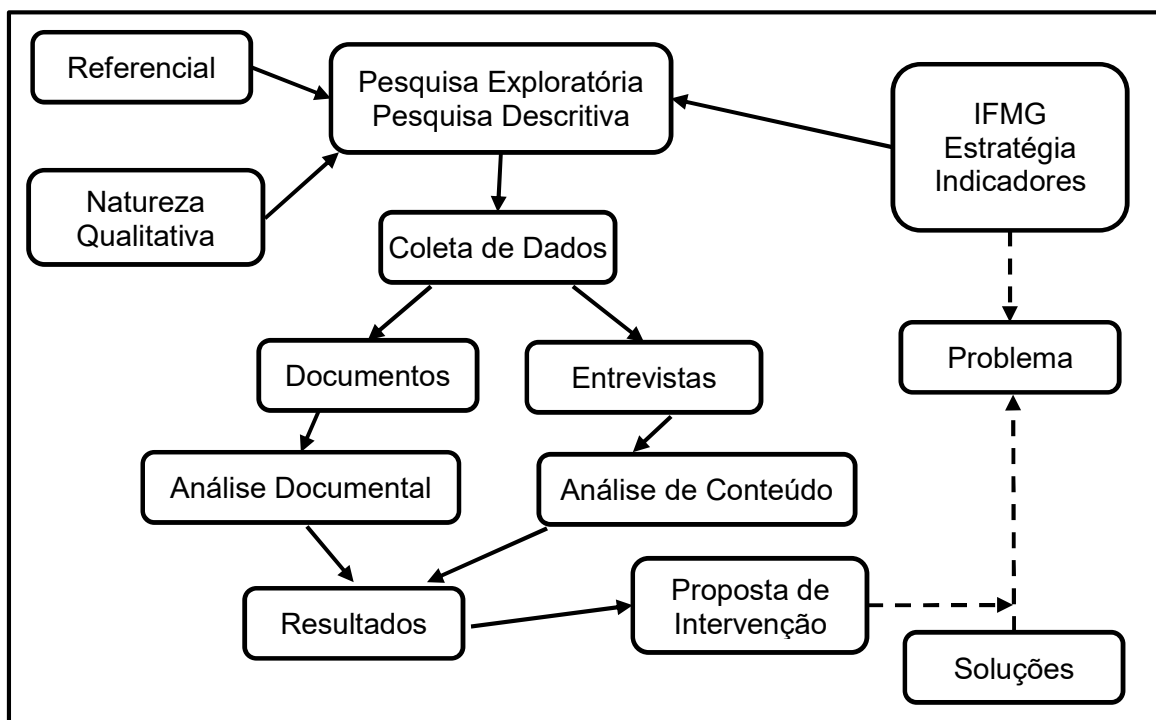 Referencial
Pesquisa Exploratória
Pesquisa Descritiva
IFMG
Estratégia
Indicadores
Natureza
Qualitativa
Coleta de Dados
Documentos
Entrevistas
Problema
Análise Documental
Análise de Conteúdo
Resultados
Proposta de
Intervenção
Soluções